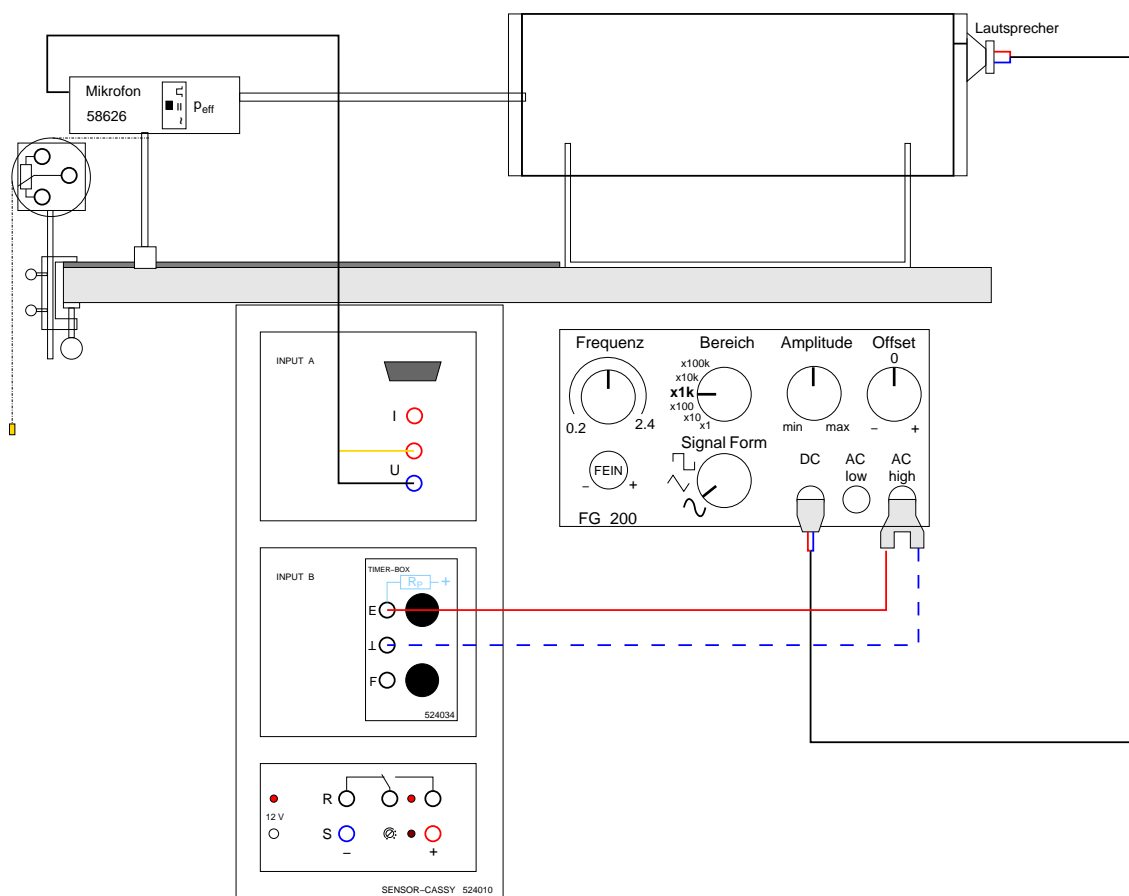 Lautsprecher
Mikrofon
58626
⎍ = ~
p_eff
INPUT A
I
U
INPUT B
TIMER−BOX
R_P +
E
⊥
F
524034
R
12 V
S
− +
SENSOR−CASSY 524010
Frequenz
0.2 2.4
− FEIN +
FG 200
Bereich
x100k
x10k
x1k
x100
x10
x1
Signal Form
Amplitude
min max
Offset
0
− +
DC
AC
low
AC
high